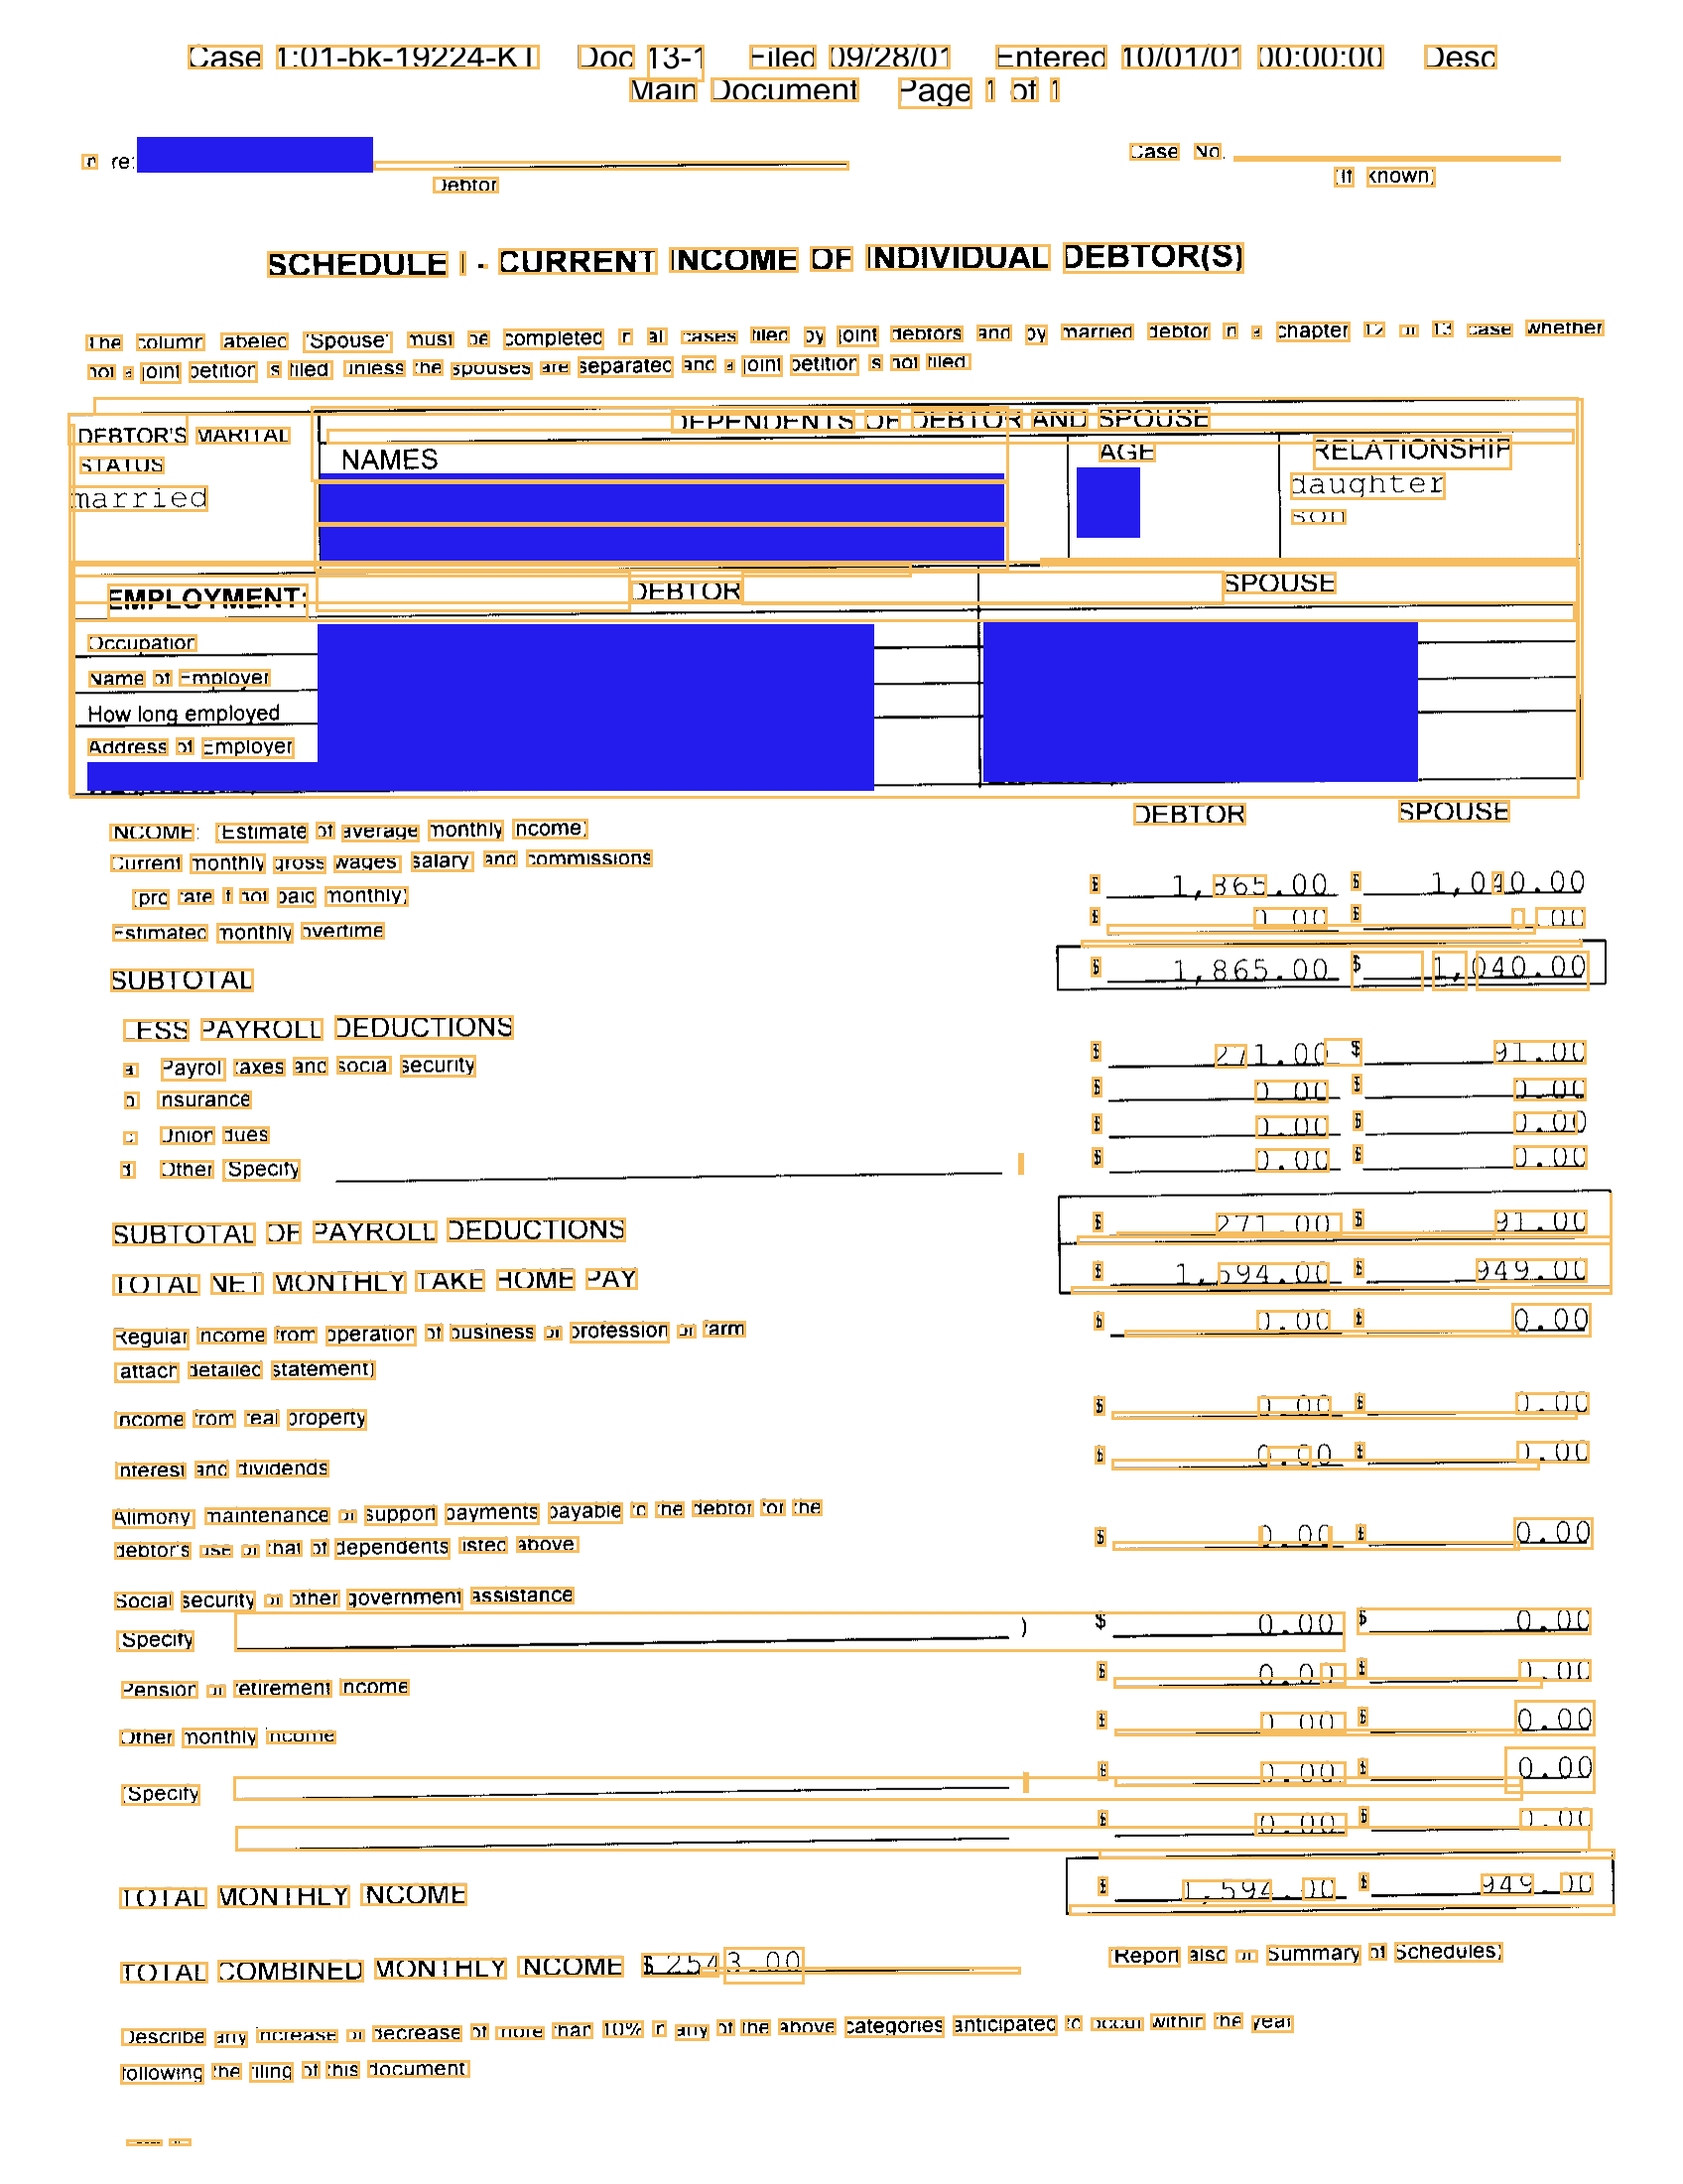 Case 1:01-bk-19224-KT Doc 13-1 Filed 09/28/01 Entered 10/01/01 00:00:00 Desc
Main Document Page 1 of 1
In re:
Case No.
Debtor
(If known)
SCHEDULE I - CURRENT INCOME OF INDIVIDUAL DEBTOR(S)
The column labeled "Spouse" must be completed in all cases filed by joint debtors and by married debtor in a chapter 12 or 13 case whether
or not a joint petition is filed unless the spouses are separated and a joint petition is not filed
DEBTOR'S MARITAL STATUS
married
DEPENDENTS OF DEBTOR AND SPOUSE
NAMES AGE RELATIONSHIP
daughter
son
EMPLOYMENT: DEBTOR SPOUSE
Occupation
Name of Employer
How long employed
Address of Employer
DEBTOR SPOUSE
INCOME: (Estimate of average monthly income)
Current monthly gross wages salary and commissions
(pro rate if not paid monthly) $ 1,865.00 $ 1,040.00
Estimated monthly overtime $ 0.00 $ 0.00
SUBTOTAL $ 1,865.00 $ 1,040.00
LESS PAYROLL DEDUCTIONS
a Payroll taxes and social security $ 271.00 $ 91.00
b Insurance $ 0.00 $ 0.00
c Union dues $ 0.00 $ 0.00
d Other (Specify ) $ 0.00 $ 0.00
SUBTOTAL OF PAYROLL DEDUCTIONS $ 271.00 $ 91.00
TOTAL NET MONTHLY TAKE HOME PAY $ 1,594.00 $ 949.00
Regular income from operation of business or profession or farm $ 0.00 $ 0.00
(attach detailed statement)
Income from real property $ 0.00 $ 0.00
Interest and dividends $ 0.00 $ 0.00
Alimony maintenance or support payments payable to the debtor for the
debtor's use or that of dependents listed above $ 0.00 $ 0.00
Social security or other government assistance
(Specify ) $ 0.00 $ 0.00
Pension or retirement income $ 0.00 $ 0.00
Other monthly income $ 0.00 $ 0.00
(Specify ) $ 0.00 $ 0.00
$ 0.00 $ 0.00
TOTAL MONTHLY INCOME $ 1,594.00 $ 949.00
TOTAL COMBINED MONTHLY INCOME $ 2543.00 (Report also on Summary of Schedules)
Describe any increase or decrease of more than 10% in any of the above categories anticipated to occur within the year
following the filing of this document